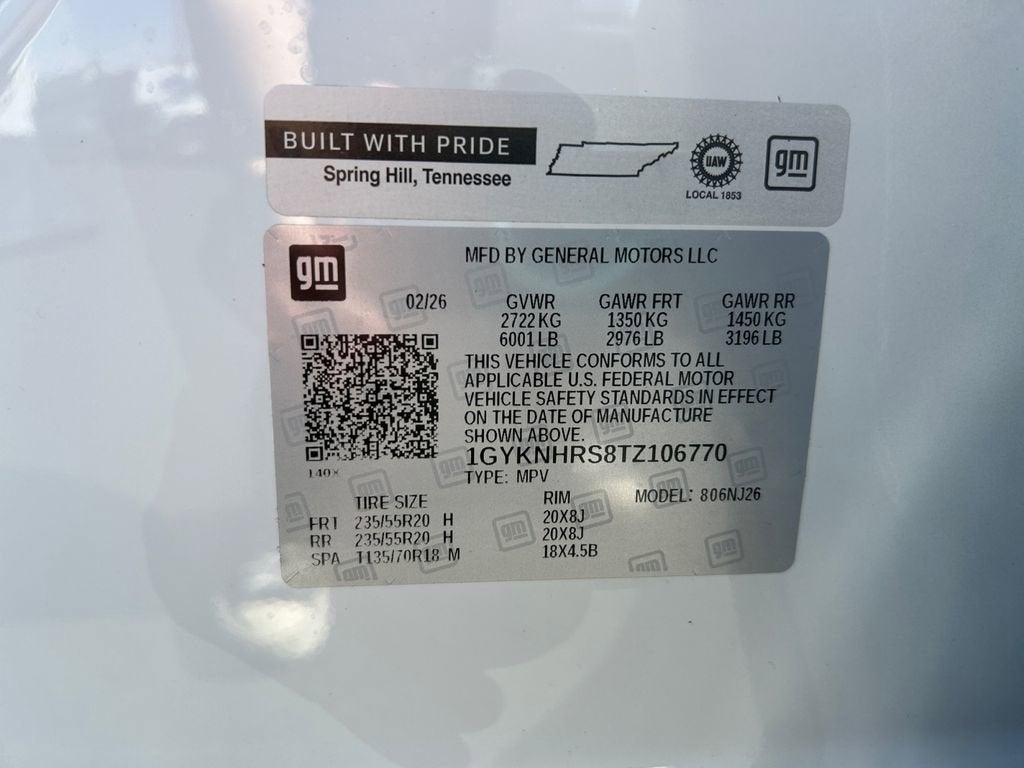 BUILT WITH PRIDE
Spring Hill, Tennessee
UAW
LOCAL 1853
gm
gm
MFD BY GENERAL MOTORS LLC
02/26 GVWR GAWR FRT GAWR RR
2722 KG 1350 KG 1450 KG
6001 LB 2976 LB 3196 LB
THIS VEHICLE CONFORMS TO ALL
APPLICABLE U.S. FEDERAL MOTOR
VEHICLE SAFETY STANDARDS IN EFFECT
ON THE DATE OF MANUFACTURE
SHOWN ABOVE.
1GYKNHRS8TZ106770
140X
TYPE: MPV
TIRE SIZE RIM MODEL: 806NJ26
FRT 235/55R20 H 20X8J
RR 235/55R20 H 20X8J
SPA T135/70R18 M 18X4.5B